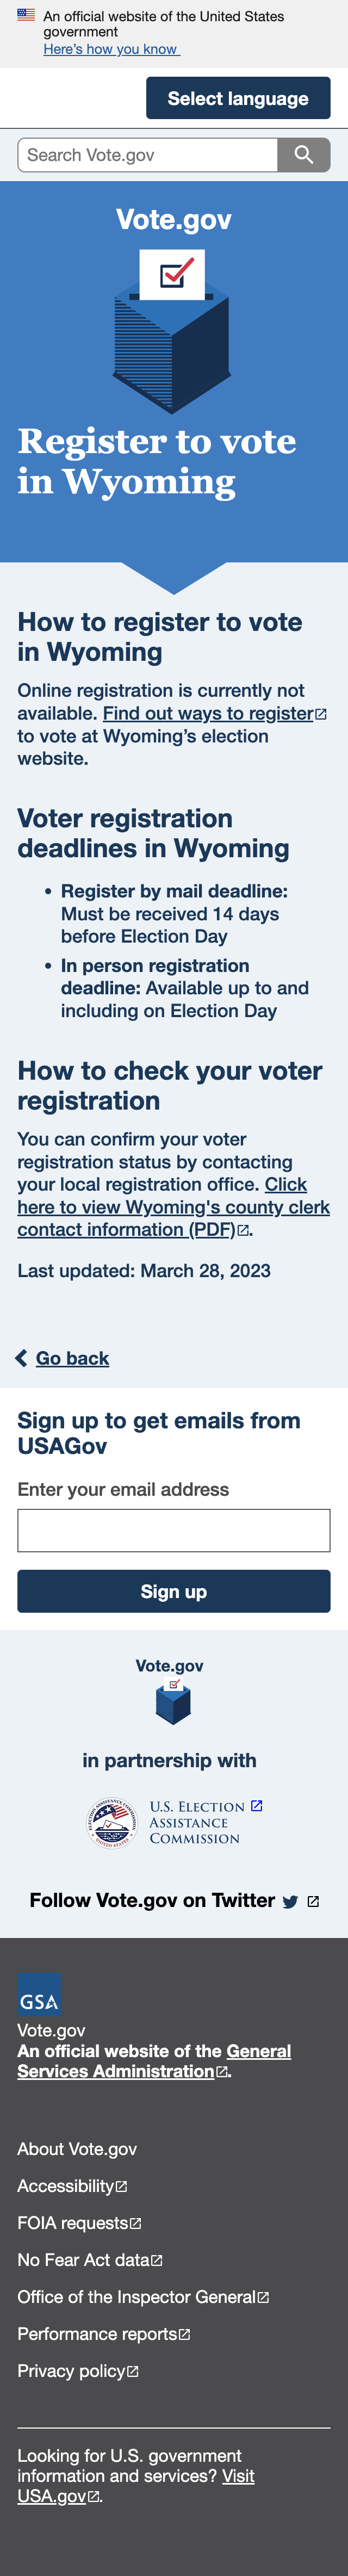 An official website of the United States
government
Here's how you know
Select language
Search Vote.gov
Vote.gov
Register to vote
in Wyoming
How to register to vote
in Wyoming
Online registration is currently not
available. Find out ways to register
to vote at Wyoming's election
website.
Voter registration
deadlines in Wyoming
• Register by mail deadline:
Must be received 14 days
before Election Day
• In person registration
deadline: Available up to and
including on Election Day
How to check your voter
registration
You can confirm your voter
registration status by contacting
your local registration office. Click
here to view Wyoming's county clerk
contact information (PDF).
Last updated: March 28, 2023
Go back
Sign up to get emails from
USAGov
Enter your email address
Sign up
Vote.gov
in partnership with
U.S. ELECTION
ASSISTANCE
COMMISSION
Follow Vote.gov on Twitter
GSA
Vote.gov
An official website of the General
Services Administration.
About Vote.gov
Accessibility
FOIA requests
No Fear Act data
Office of the Inspector General
Performance reports
Privacy policy
Looking for U.S. government
information and services? Visit
USA.gov.